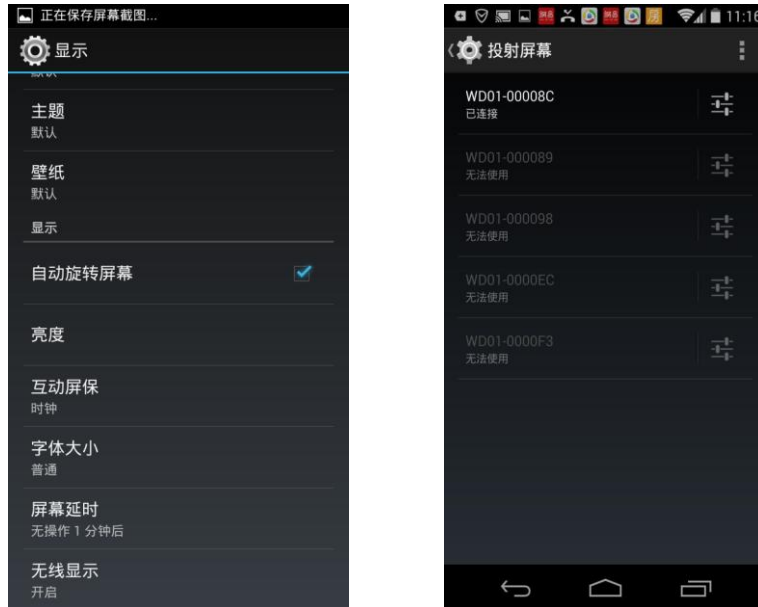 正在保存屏幕截图...
显示
主题
默认
壁纸
默认
显示
自动旋转屏幕
亮度
互动屏保
时钟
字体大小
普通
屏幕延时
无操作 1 分钟后
无线显示
开启
11:16
投射屏幕
WD01-00008C
已连接
WD01-000089
无法使用
WD01-000098
无法使用
WD01-0000EC
无法使用
WD01-0000F3
无法使用